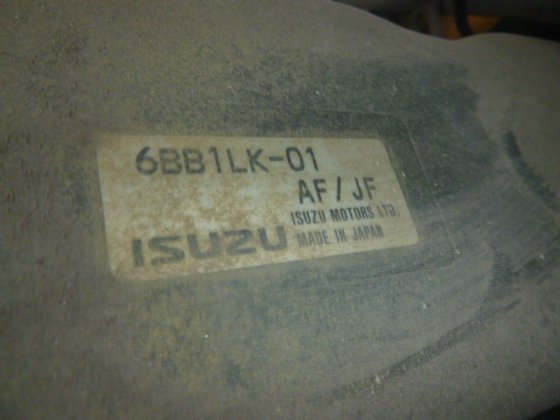 6BB1LK-01
AF/JF
ISUZU MOTORS LTD.
ISUZU MADE IN JAPAN